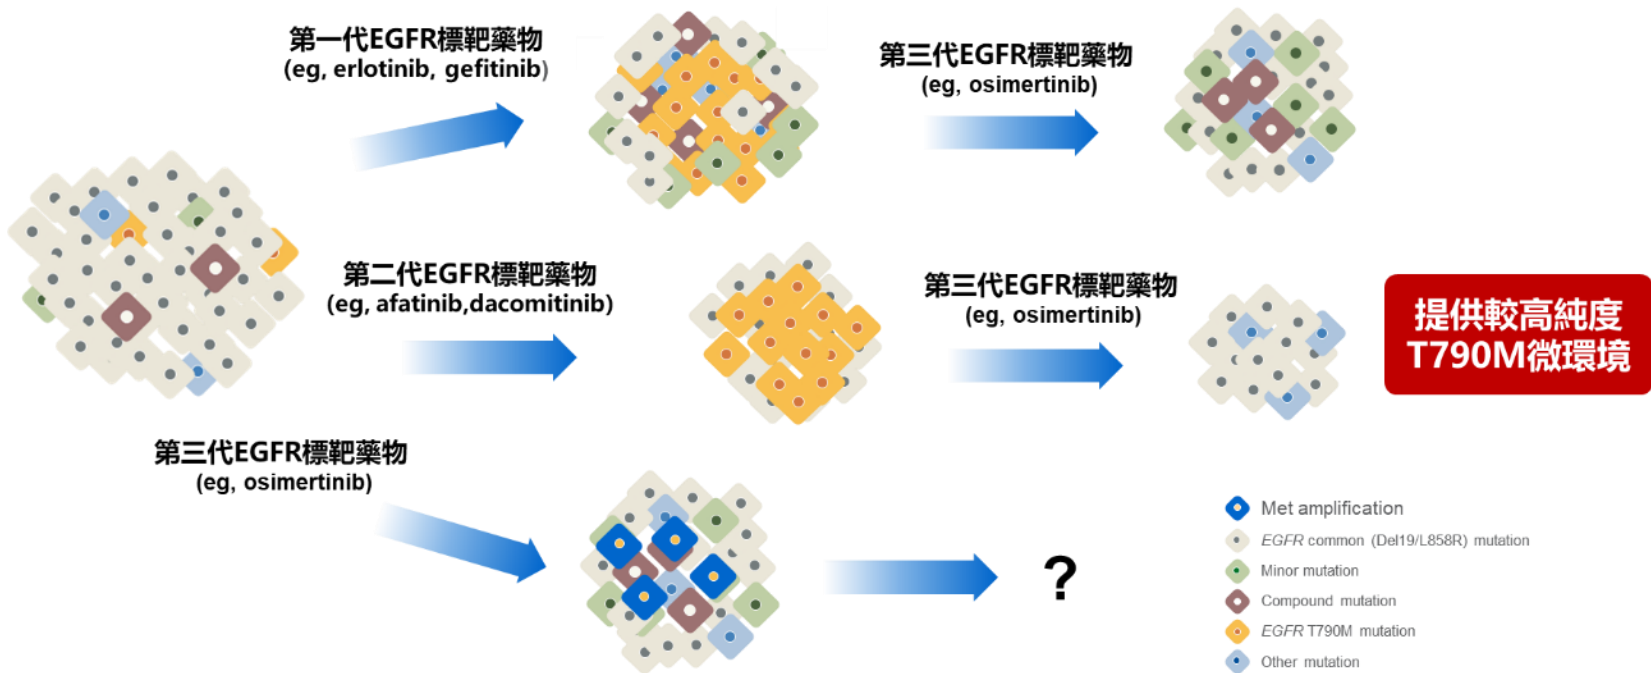 第一代EGFR標靶藥物
(eg, erlotinib, gefitinib)
第三代EGFR標靶藥物
(eg, osimertinib)
第二代EGFR標靶藥物
(eg, afatinib,dacomitinib)
第三代EGFR標靶藥物
(eg, osimertinib)
提供較高純度
T790M微環境
第三代EGFR標靶藥物
(eg, osimertinib)
?
Met amplification
EGFR common (Del19/L858R) mutation
Minor mutation
Compound mutation
EGFR T790M mutation
Other mutation